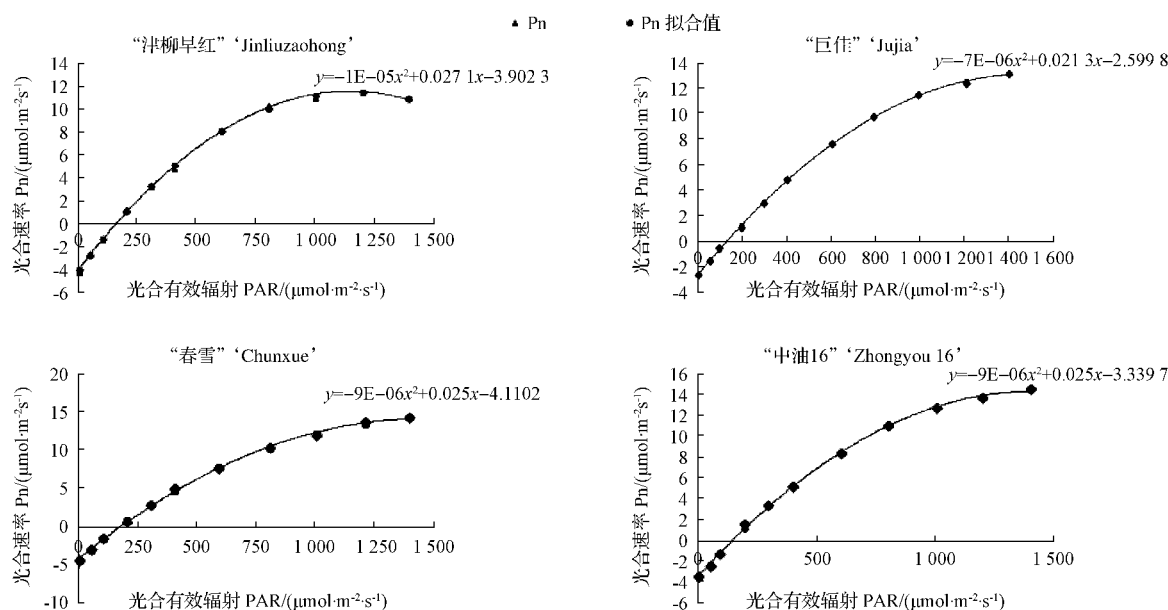 ▲ Pn ● Pn 拟合值
“津柳早红” ‘Jinliuzaohong’
y=−1E−05x²+0.027 1x−3.902 3
光合速率 Pn/(μmol·m⁻²s⁻¹)
14
12
10
8
6
4
2
0
-2
-4
-6
0 250 500 750 1 000 1 250 1 500
光合有效辐射 PAR/(μmol·m⁻²·s⁻¹)
“巨佳” ‘Jujia’
y=−7E−06x²+0.021 3x−2.599 8
光合速率 Pn/(μmol·m⁻²s⁻¹)
14
12
10
8
6
4
2
0
-2
-4
0 200 400 600 800 1 000 1 200 1 400 1 600
光合有效辐射 PAR/(μmol·m⁻²·s⁻¹)
“春雪” ‘Chunxue’
y=−9E−06x²+0.025x−4.1102
光合速率 Pn/(μmol·m⁻²s⁻¹)
20
15
10
5
0
-5
-10
0 250 500 750 1 000 1 250 1 500
光合有效辐射 PAR/(μmol·m⁻²·s⁻¹)
“中油16” ‘Zhongyou 16’
y=−9E−06x²+0.025x−3.339 7
光合速率 Pn/(μmol·m⁻²s⁻¹)
16
14
12
10
8
6
4
2
0
-2
-4
-6
0 500 1 000 1 500
光合有效辐射 PAR/(μmol·m⁻²·s⁻¹)